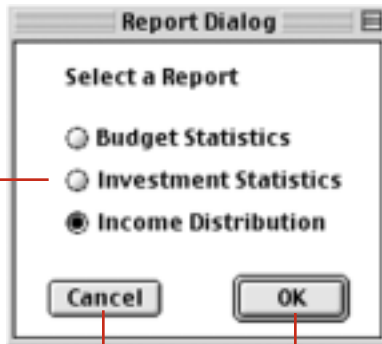 Report Dialog
Select a Report
Budget Statistics
Investment Statistics
Income Distribution
Cancel OK